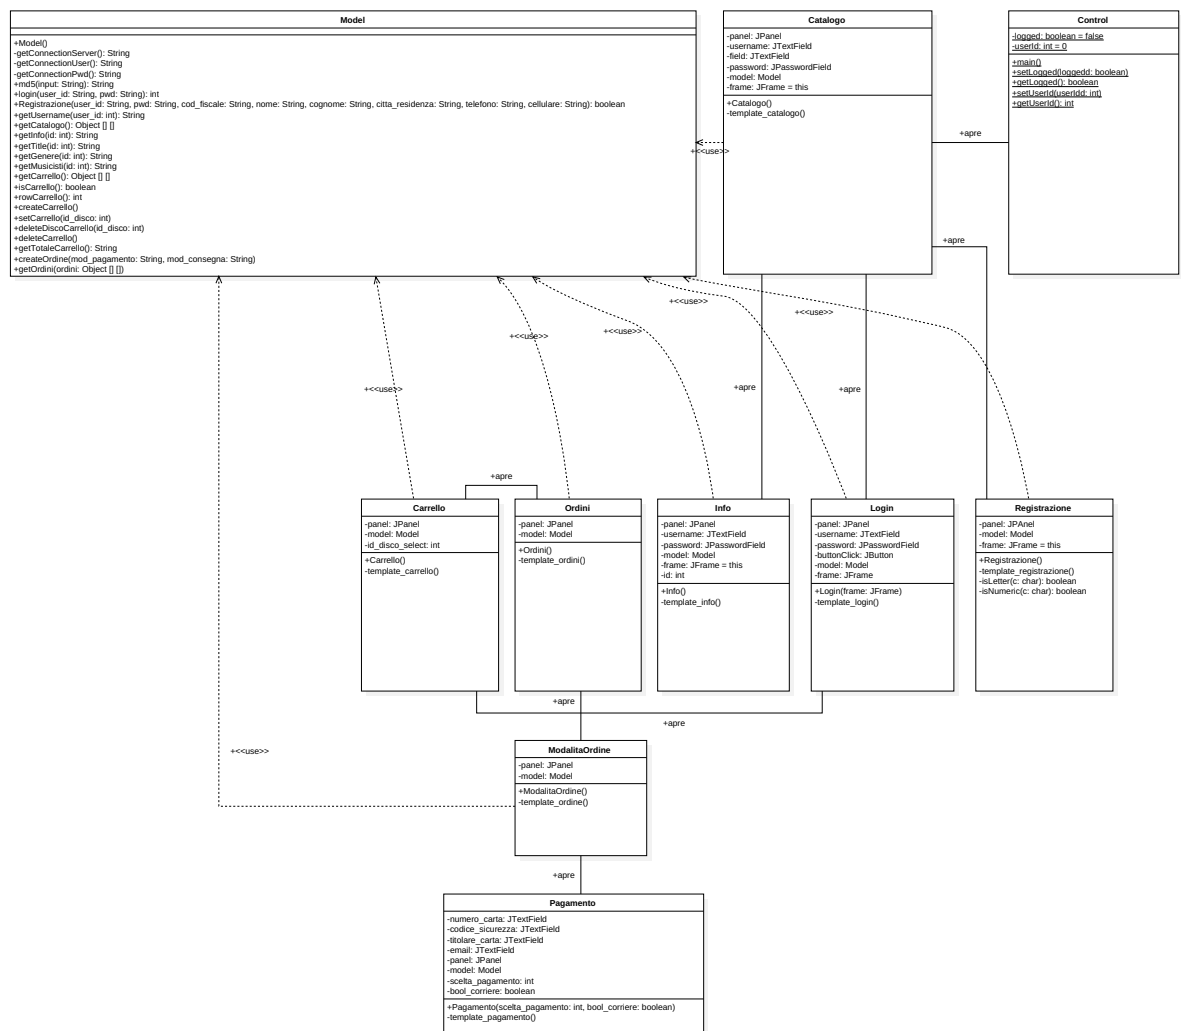 Model
+Model()
-getConnectionServer(): String
-getConnectionUser(): String
-getConnectionPwd(): String
+md5(input: String): String
+login(user_id: String, pwd: String): int
+Registrazione(user_id: String, pwd: String, cod_fiscale: String, nome: String, cognome: String, citta_residenza: String, telefono: String, cellulare: String): boolean
+getUsername(user_id: int): String
+getCatalogo(): Object [] []
+getInfo(id: int): String
+getTitle(id: int): String
+getGenere(id: int): String
+getMusicisti(id: int): String
+getCarrello(): Object [] []
+isCarrello(): boolean
+rowCarrello(): int
+createCarrello()
+setCarrello(id_disco: int)
+deleteDiscoCarrello(id_disco: int)
+deleteCarrello()
+getTotaleCarrello(): String
+createOrdine(mod_pagamento: String, mod_consegna: String)
+getOrdini(ordini: Object [] [])
Catalogo
-panel: JPanel
-username: JTextField
-field: JTextField
-password: JPasswordField
-model: Model
-frame: JFrame = this
+Catalogo()
-template_catalogo()
Control
-logged: boolean = false
-userId: int = 0
+main()
+setLogged(loggedd: boolean)
+getLogged(): boolean
+setUserId(userIdd: int)
+getUserId(): int
+apre
+<<use>>
+apre
+<<use>>
+<<use>>
+<<use>>
+<<use>>
+<<use>>
+apre
+apre
+apre
Carrello
-panel: JPanel
-model: Model
-id_disco_select: int
+Carrello()
-template_carrello()
Ordini
-panel: JPanel
-model: Model
+Ordini()
-template_ordini()
Info
-panel: JPanel
-username: JTextField
-password: JPasswordField
-model: Model
-frame: JFrame = this
-id: int
+Info()
-template_info()
Login
-panel: JPanel
-username: JTextField
-password: JPasswordField
-buttonClick: JButton
-model: Model
-frame: JFrame
+Login(frame: JFrame)
-template_login()
Registrazione
-panel: JPAnel
-model: Model
-frame: JFrame = this
+Registrazione()
-template_registrazione()
-isLetter(c: char): boolean
-isNumeric(c: char): boolean
+apre
+apre
+<<use>>
ModalitaOrdine
-panel: JPanel
-model: Model
+ModalitaOrdine()
-template_ordine()
+apre
Pagamento
-numero_carta: JTextField
-codice_sicurezza: JTextField
-titolare_carta: JTextField
-email: JTextField
-panel: JPanel
-model: Model
-scelta_pagamento: int
-bool_corriere: boolean
+Pagamento(scelta_pagamento: int, bool_corriere: boolean)
-template_pagamento()